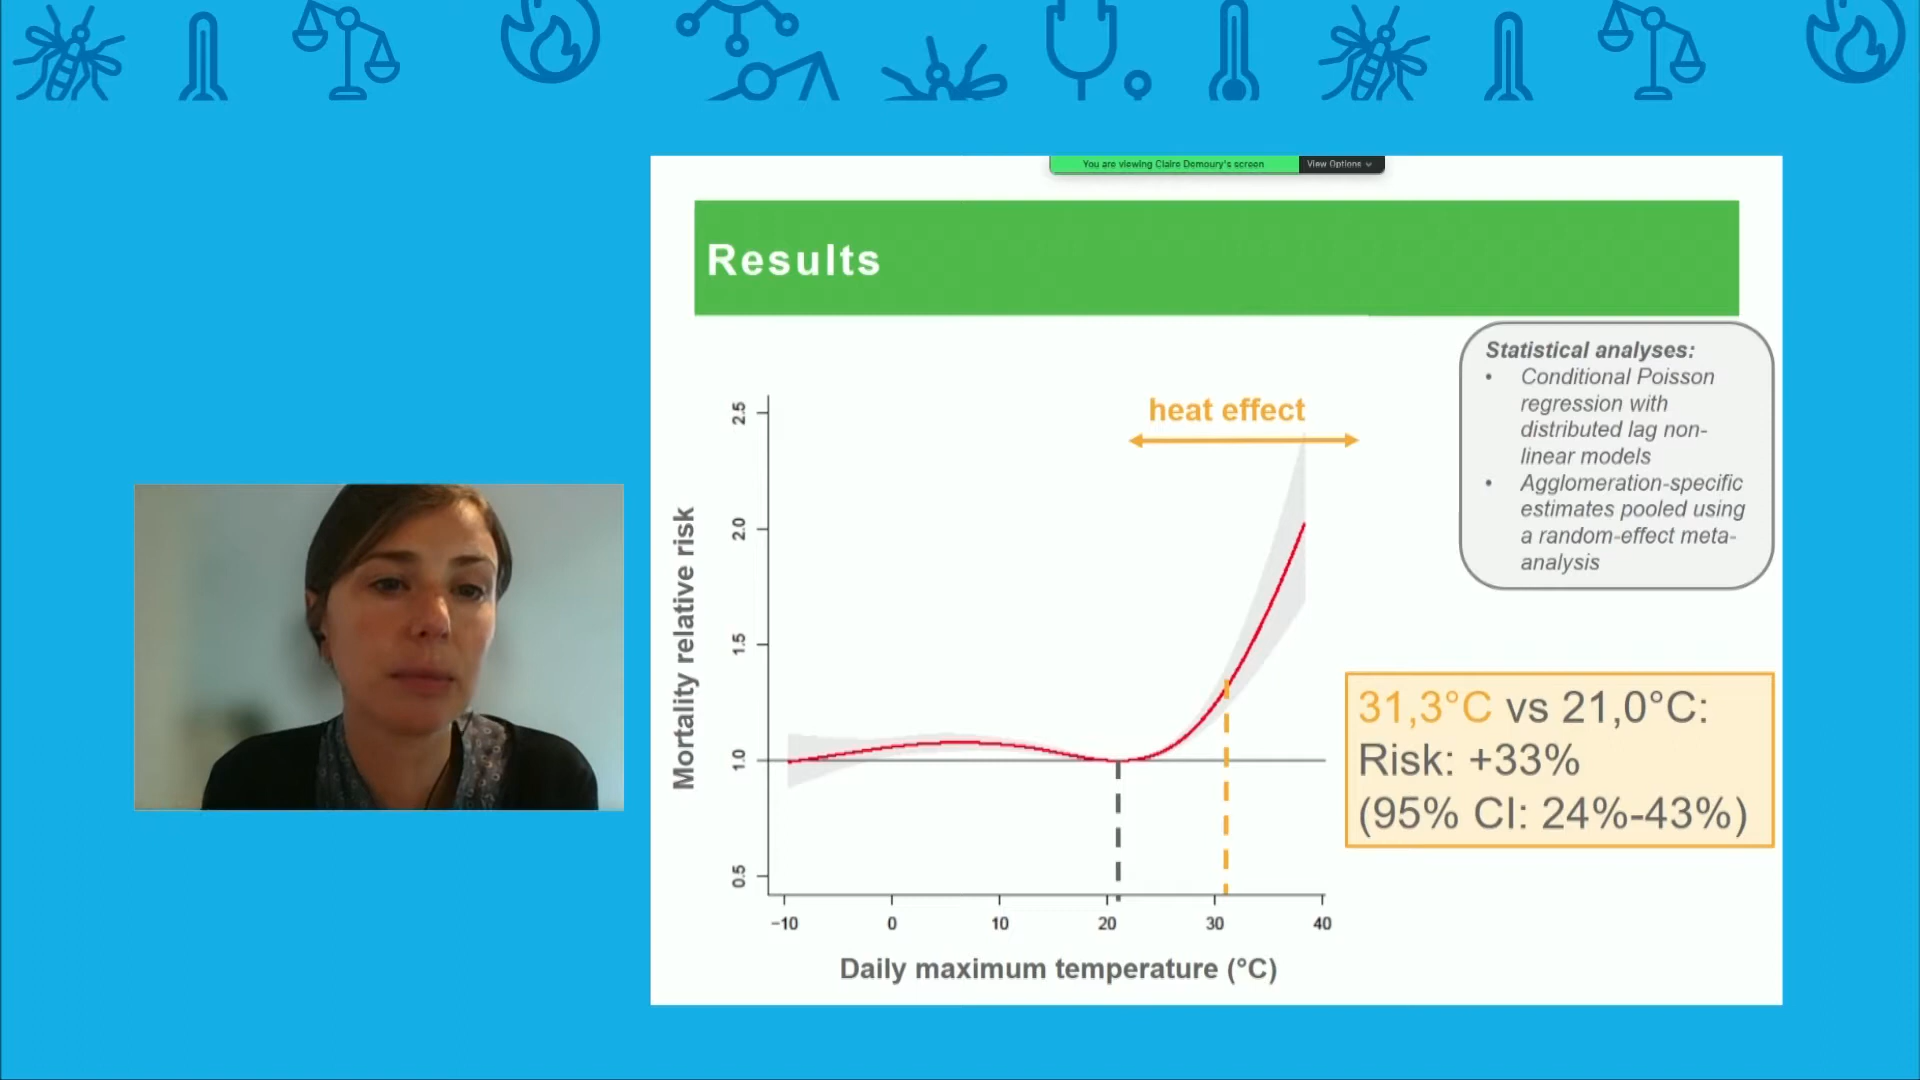 You are viewing Claire Demoury's screen View Options
Results
Statistical analyses:
• Conditional Poisson
regression with
distributed lag non-
linear models
• Agglomeration-specific
estimates pooled using
a random-effect meta-
analysis
heat effect
2.5
2.0
1.5
1.0
0.5
Mortality relative risk
−10 0 10 20 30 40
Daily maximum temperature (°C)
31,3°C vs 21,0°C:
Risk: +33%
(95% CI: 24%-43%)